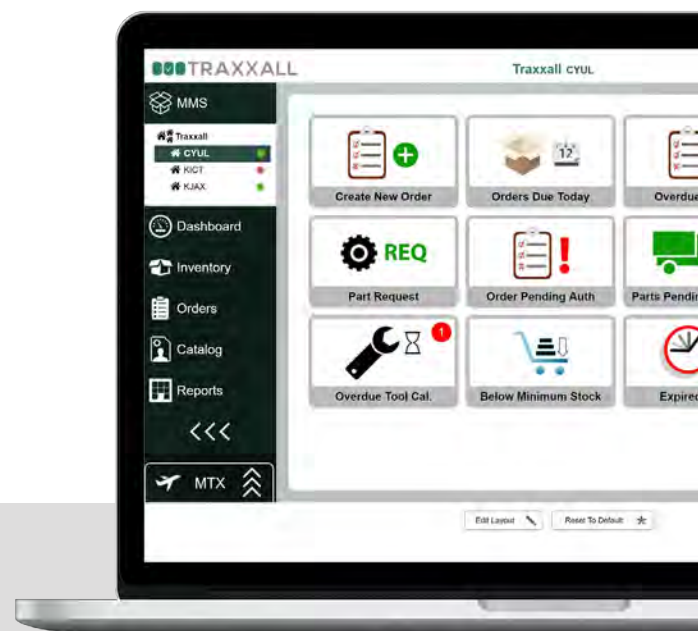 TRAXXALL
Traxxall CYUL
MMS
Traxxall
CYUL
KICT
KJAX
Dashboard
Inventory
Orders
Catalog
Reports
<<<
MTX
Create New Order
12
Orders Due Today
Overdue
REQ
Part Request
Order Pending Auth
Parts Pendin
1
Overdue Tool Cal.
Below Minimum Stock
Expired
Edit Layout
Reset To Default